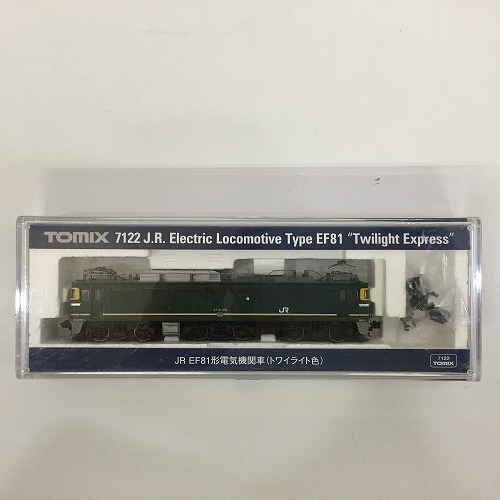 TOMIX 7122 J.R. Electric Locomotive Type EF81 "Twilight Express"
JR
JR EF81形電気機関車(トワイライト色)
7122
TOMIX